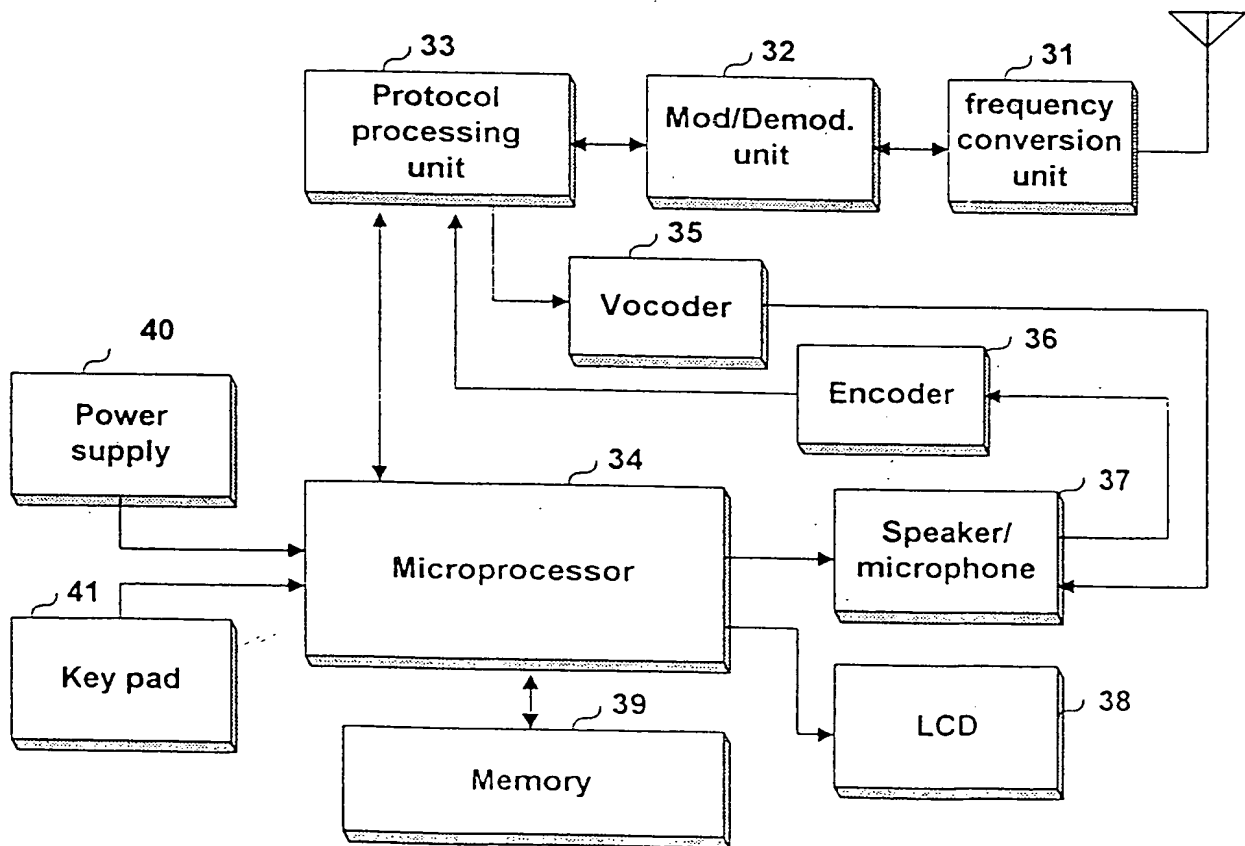 33
Protocol
processing
unit
32
Mod/Demod.
unit
31
frequency
conversion
unit
35
Vocoder
36
Encoder
40
Power
supply
34
Microprocessor
37
Speaker/
microphone
41
Key pad
39
Memory
38
LCD